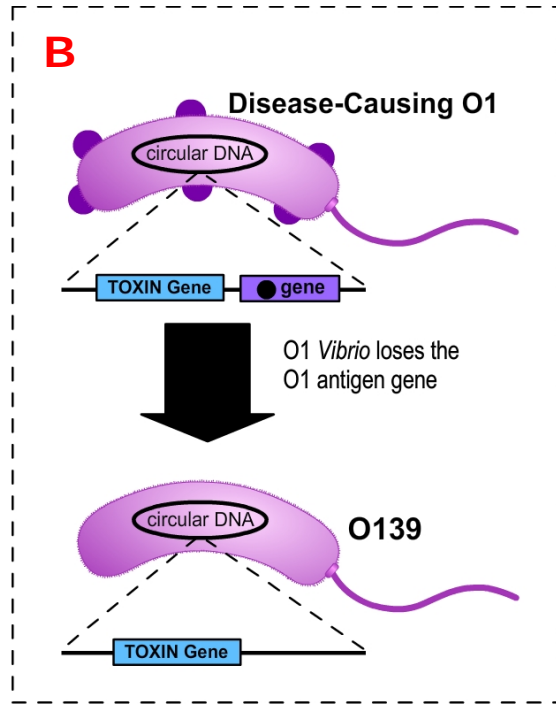 B
Disease-Causing O1
circular DNA
TOXIN Gene
gene
O1 Vibrio loses the
O1 antigen gene
circular DNA
O139
TOXIN Gene